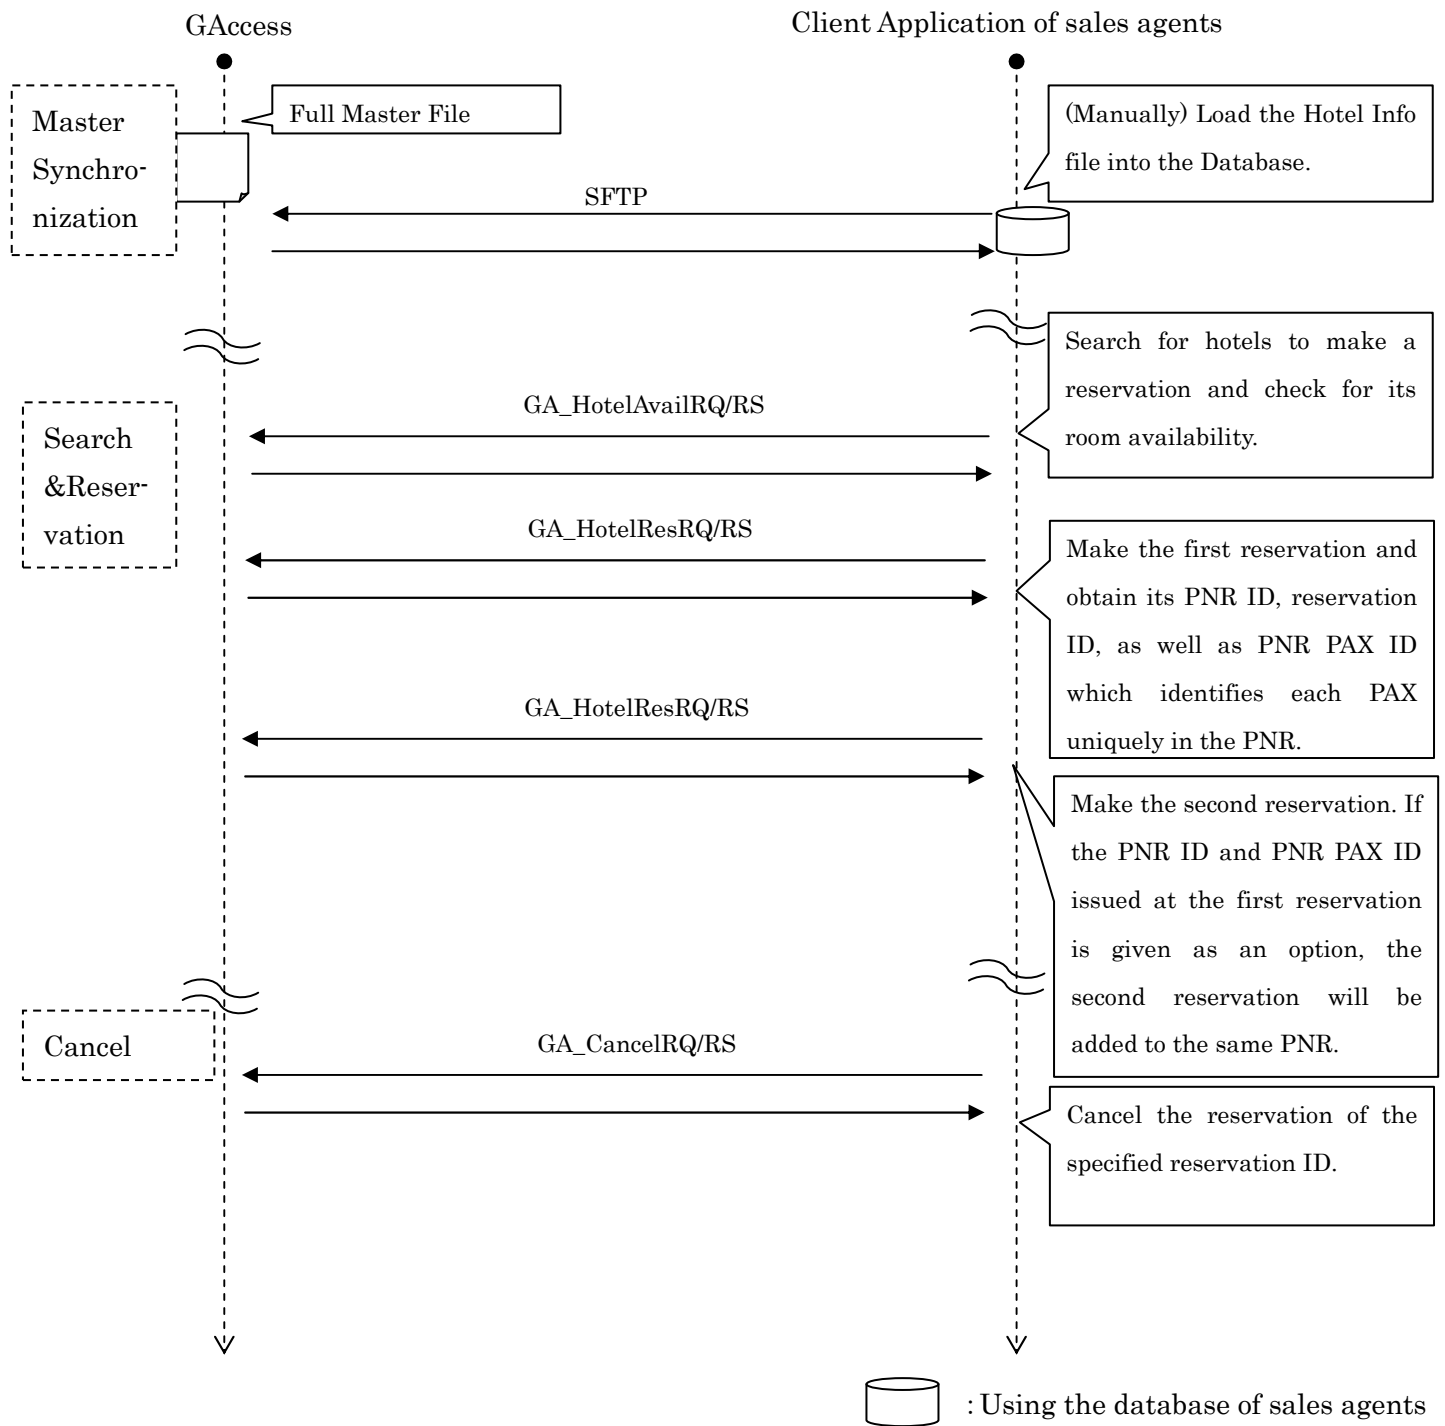 GAccess
Client Application of sales agents
Master
Synchro-
nization
Full Master File
(Manually) Load the Hotel Info
file into the Database.
SFTP
Search for hotels to make a
reservation and check for its
room availability.
Search
&Reser-
vation
GA_HotelAvailRQ/RS
GA_HotelResRQ/RS
Make the first reservation and
obtain its PNR ID, reservation
ID, as well as PNR PAX ID
which identifies each PAX
uniquely in the PNR.
GA_HotelResRQ/RS
Make the second reservation. If
the PNR ID and PNR PAX ID
issued at the first reservation
is given as an option, the
second reservation will be
added to the same PNR.
Cancel
GA_CancelRQ/RS
Cancel the reservation of the
specified reservation ID.
: Using the database of sales agents